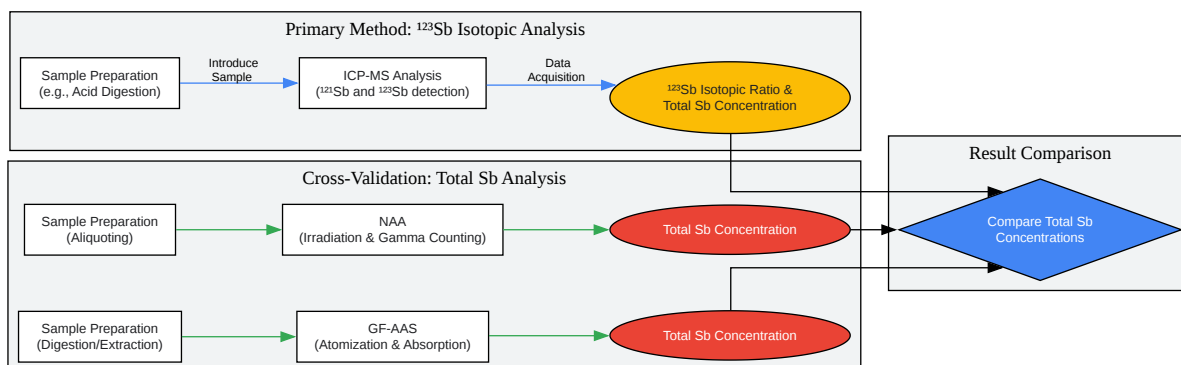 Primary Method: ¹²³Sb Isotopic Analysis
Sample Preparation
(e.g., Acid Digestion)
Introduce
Sample
ICP-MS Analysis
(¹²¹Sb and ¹²³Sb detection)
Data
Acquisition
¹²³Sb Isotopic Ratio &
Total Sb Concentration
Cross-Validation: Total Sb Analysis
Sample Preparation
(Aliquoting)
NAA
(Irradiation & Gamma Counting)
Total Sb Concentration
Sample Preparation
(Digestion/Extraction)
GF-AAS
(Atomization & Absorption)
Total Sb Concentration
Result Comparison
Compare Total Sb
Concentrations